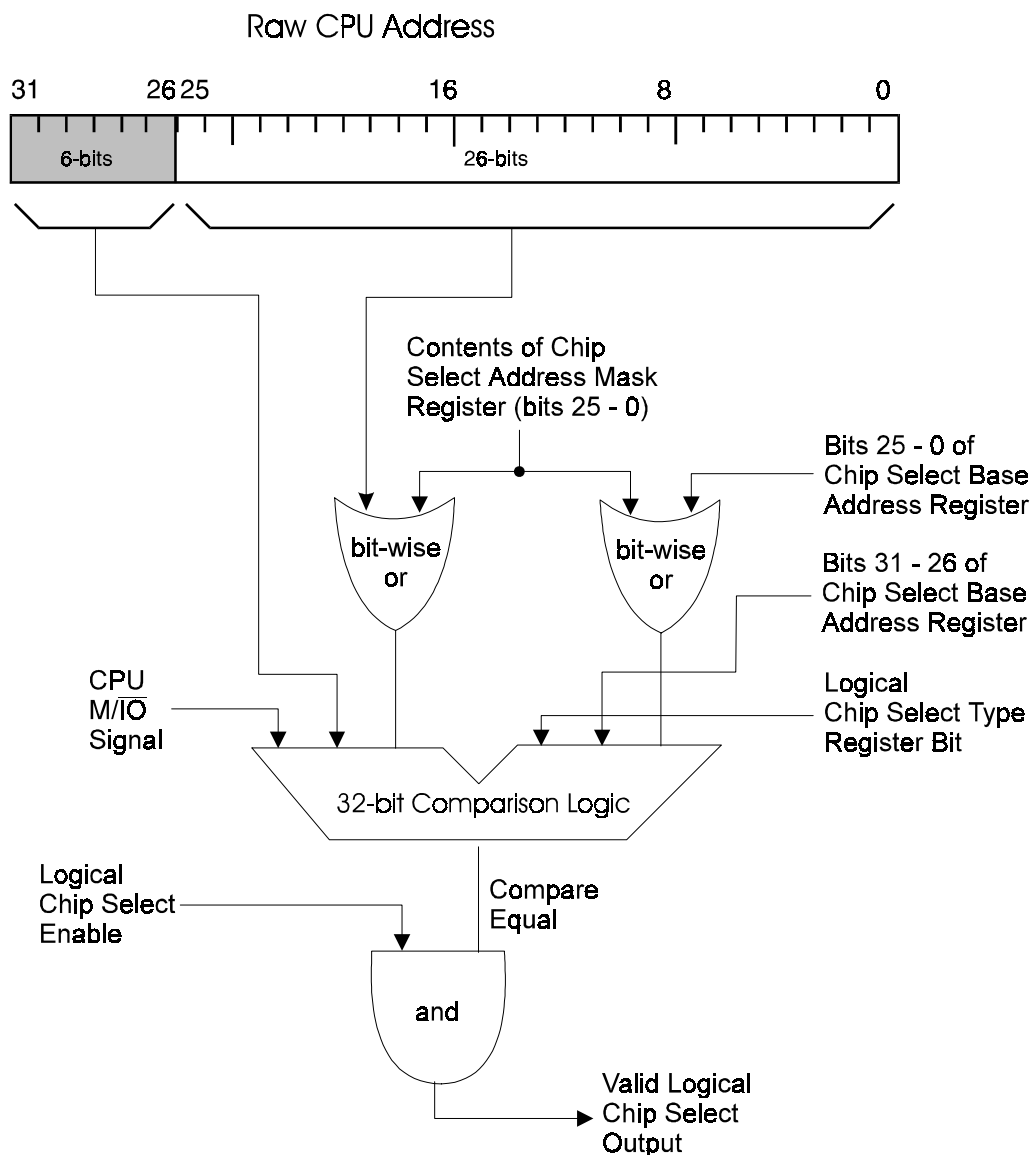 Raw CPU Address
31 26 25 16 8 0
6-bits 26-bits
Contents of Chip
Select Address Mask
Register (bits 25 - 0)
Bits 25 - 0 of
Chip Select Base
Address Register
bit-wise
or
bit-wise
or
Bits 31 - 26 of
Chip Select Base
Address Register
CPU
M/I̅O̅
Signal
Logical
Chip Select Type
Register Bit
32-bit Comparison Logic
Logical
Chip Select
Enable
Compare
Equal
and
Valid Logical
Chip Select
Output